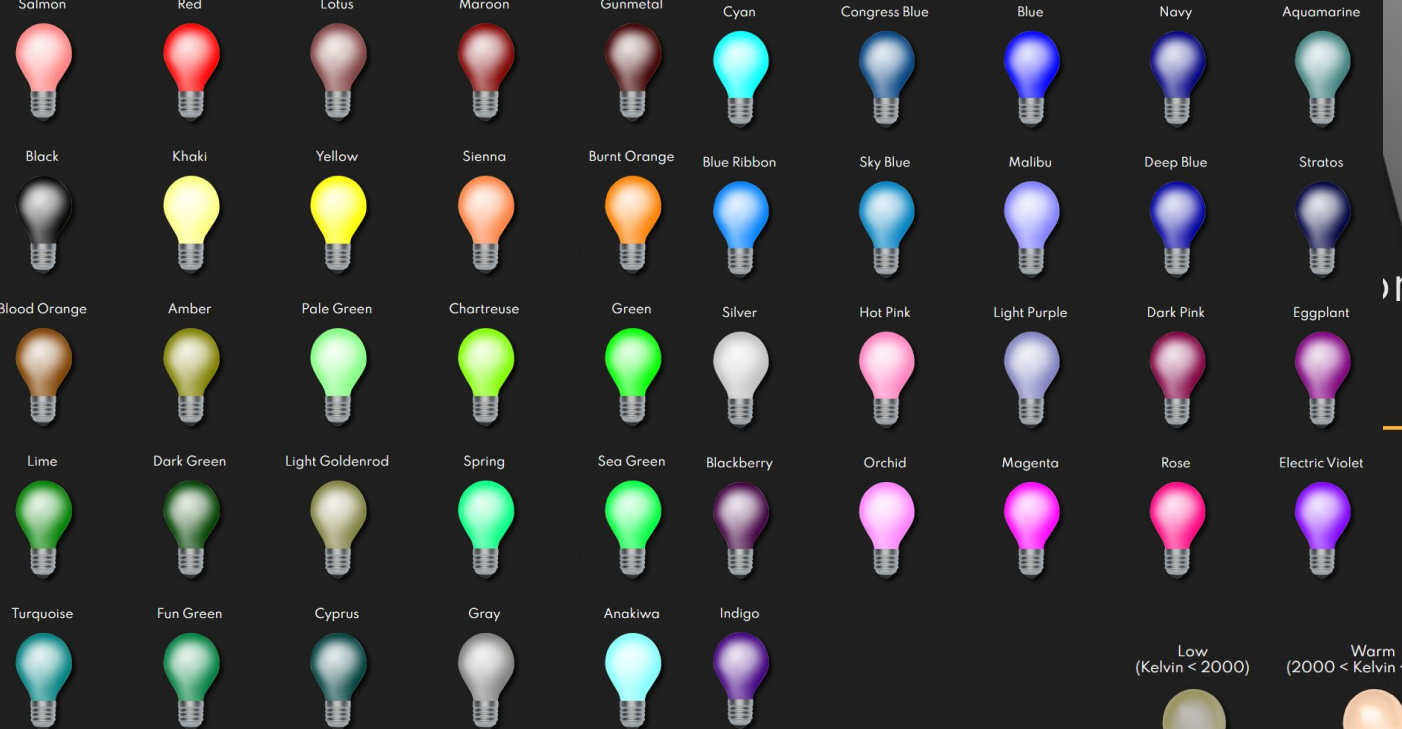 Salmon
Red
Lotus
Maroon
Gunmetal
Cyan
Congress Blue
Blue
Navy
Aquamarine
Black
Khaki
Yellow
Sienna
Burnt Orange
Blue Ribbon
Sky Blue
Malibu
Deep Blue
Stratos
Blood Orange
Amber
Pale Green
Chartreuse
Green
Silver
Hot Pink
Light Purple
Dark Pink
Eggplant
Lime
Dark Green
Light Goldenrod
Spring
Sea Green
Blackberry
Orchid
Magenta
Rose
Electric Violet
Turquoise
Fun Green
Cyprus
Gray
Anakiwa
Indigo
Low
(Kelvin < 2000)
Warm
(2000 < Kelvin <